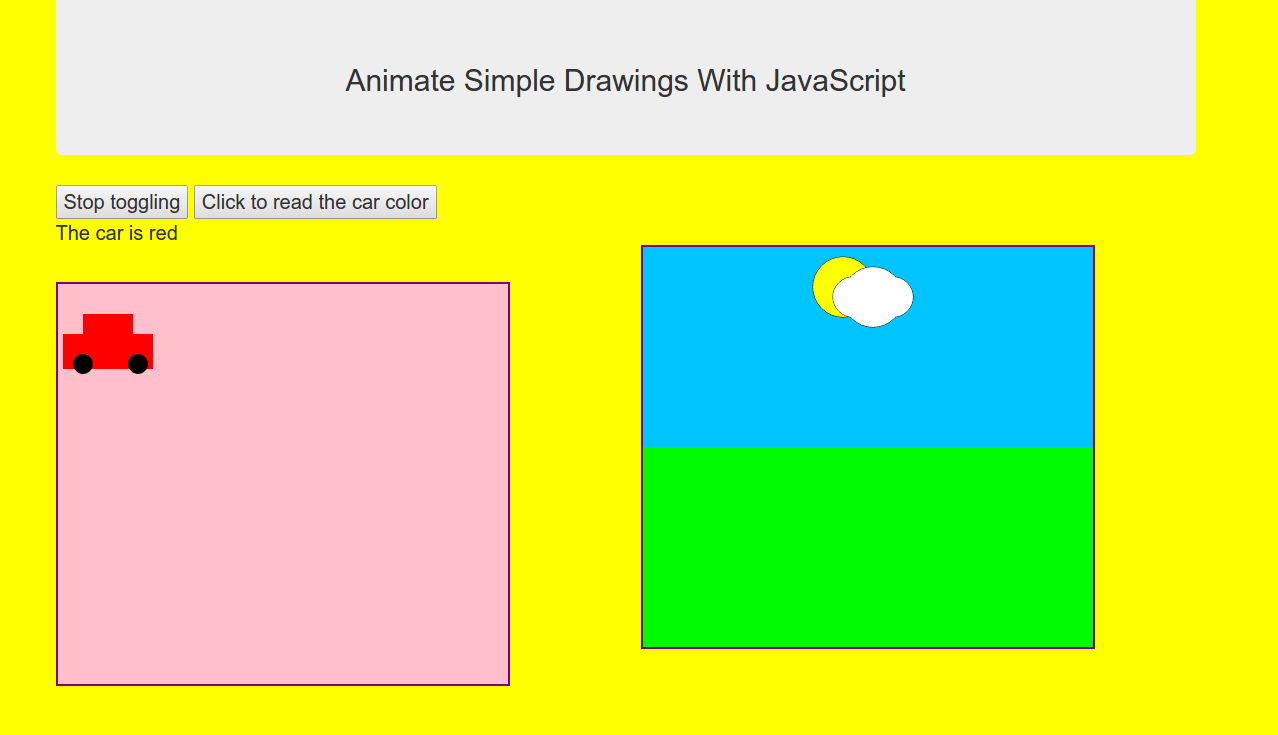 Animate Simple Drawings With JavaScript
Stop toggling Click to read the car color
The car is red